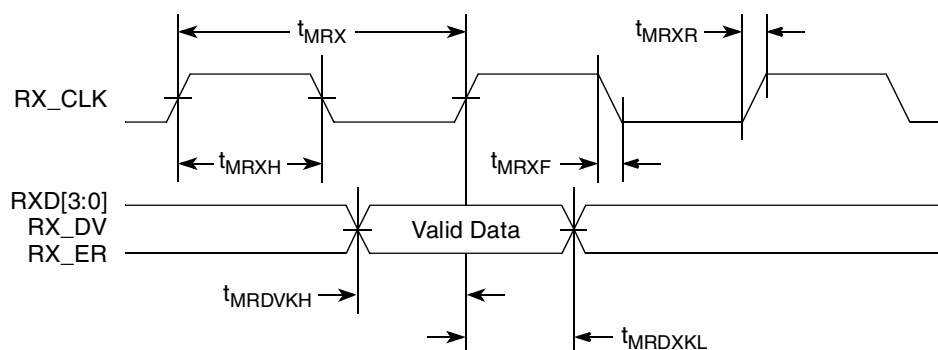 tMRX
tMRXR
RX_CLK
tMRXH
tMRXF
RXD[3:0]
RX_DV
Valid Data
RX_ER
tMRDVKH
tMRDXKL